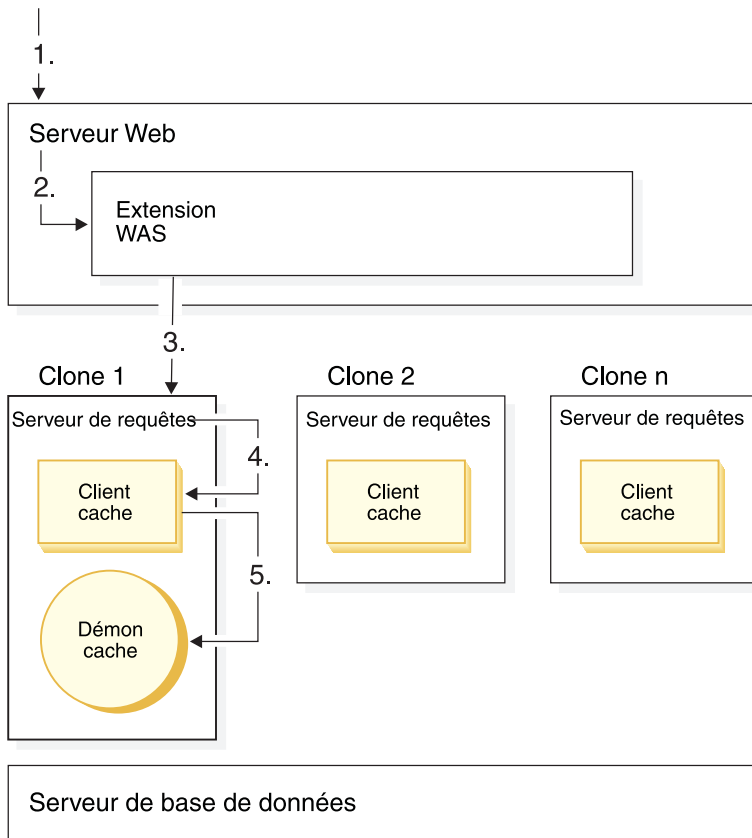 1.
Serveur Web
2.
Extension
WAS
3.
Clone 1
Clone 2
Clone n
Serveur de requêtes
Serveur de requêtes
Serveur de requêtes
4.
Client
cache
Client
cache
Client
cache
5.
Démon
cache
Serveur de base de données